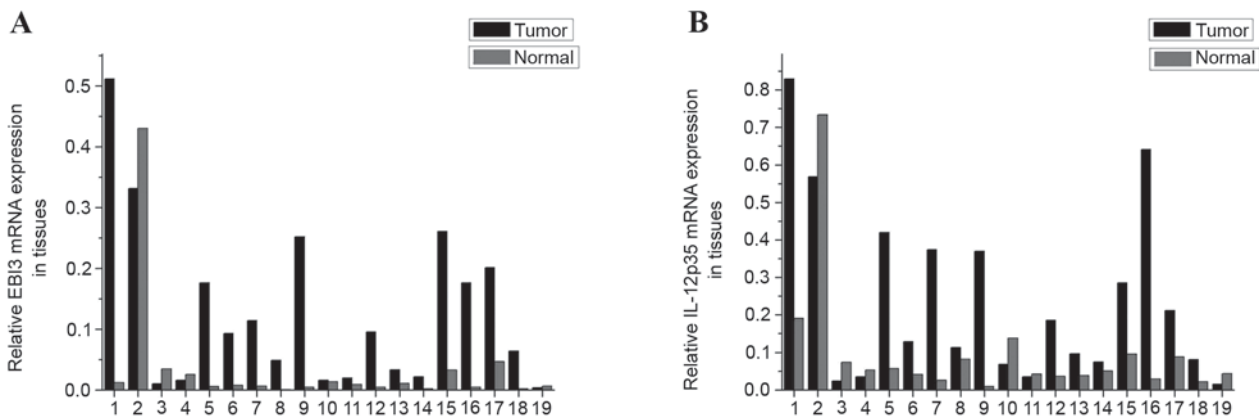 A
Tumor
Normal
Relative EBI3 mRNA expression
in tissues
0.5
0.4
0.3
0.2
0.1
0.0
1 2 3 4 5 6 7 8 9 10 11 12 13 14 15 16 17 18 19
B
Tumor
Normal
Relative IL-12p35 mRNA expression
in tissues
0.8
0.7
0.6
0.5
0.4
0.3
0.2
0.1
0.0
1 2 3 4 5 6 7 8 9 10 11 12 13 14 15 16 17 18 19